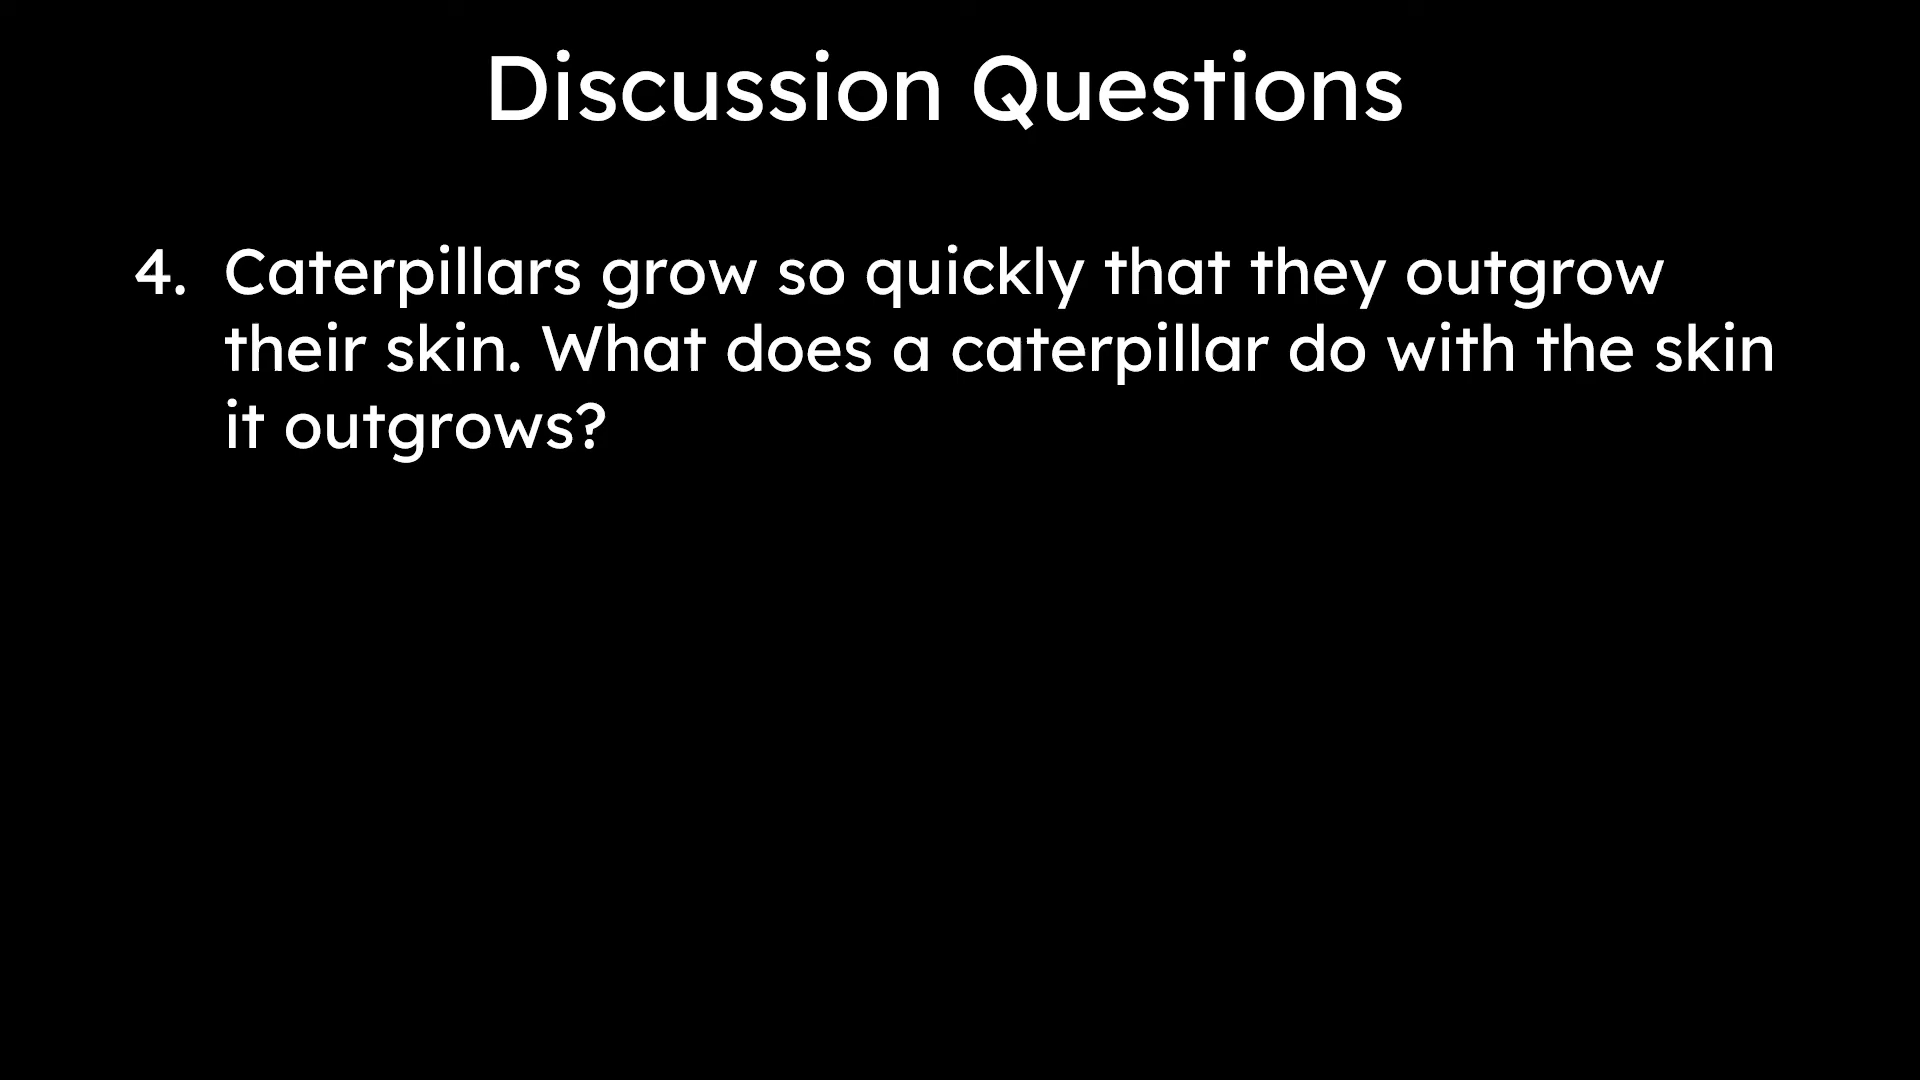 Discussion Questions
4. Caterpillars grow so quickly that they outgrow
their skin. What does a caterpillar do with the skin
it outgrows?